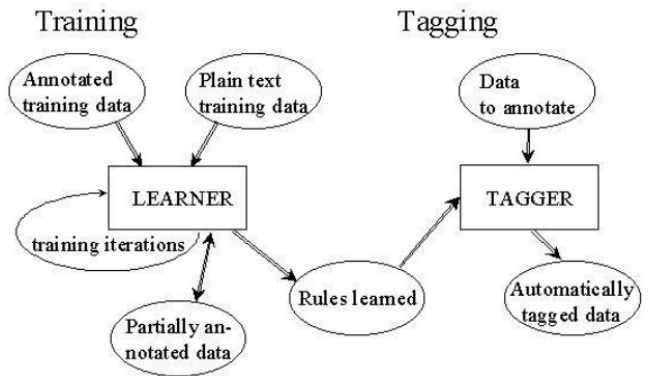 Training
Tagging
Annotated
training data
Plain text
training data
Data
to annotate
LEARNER
TAGGER
training iterations
Rules learned
Automatically
tagged data
Partially an-
notated data